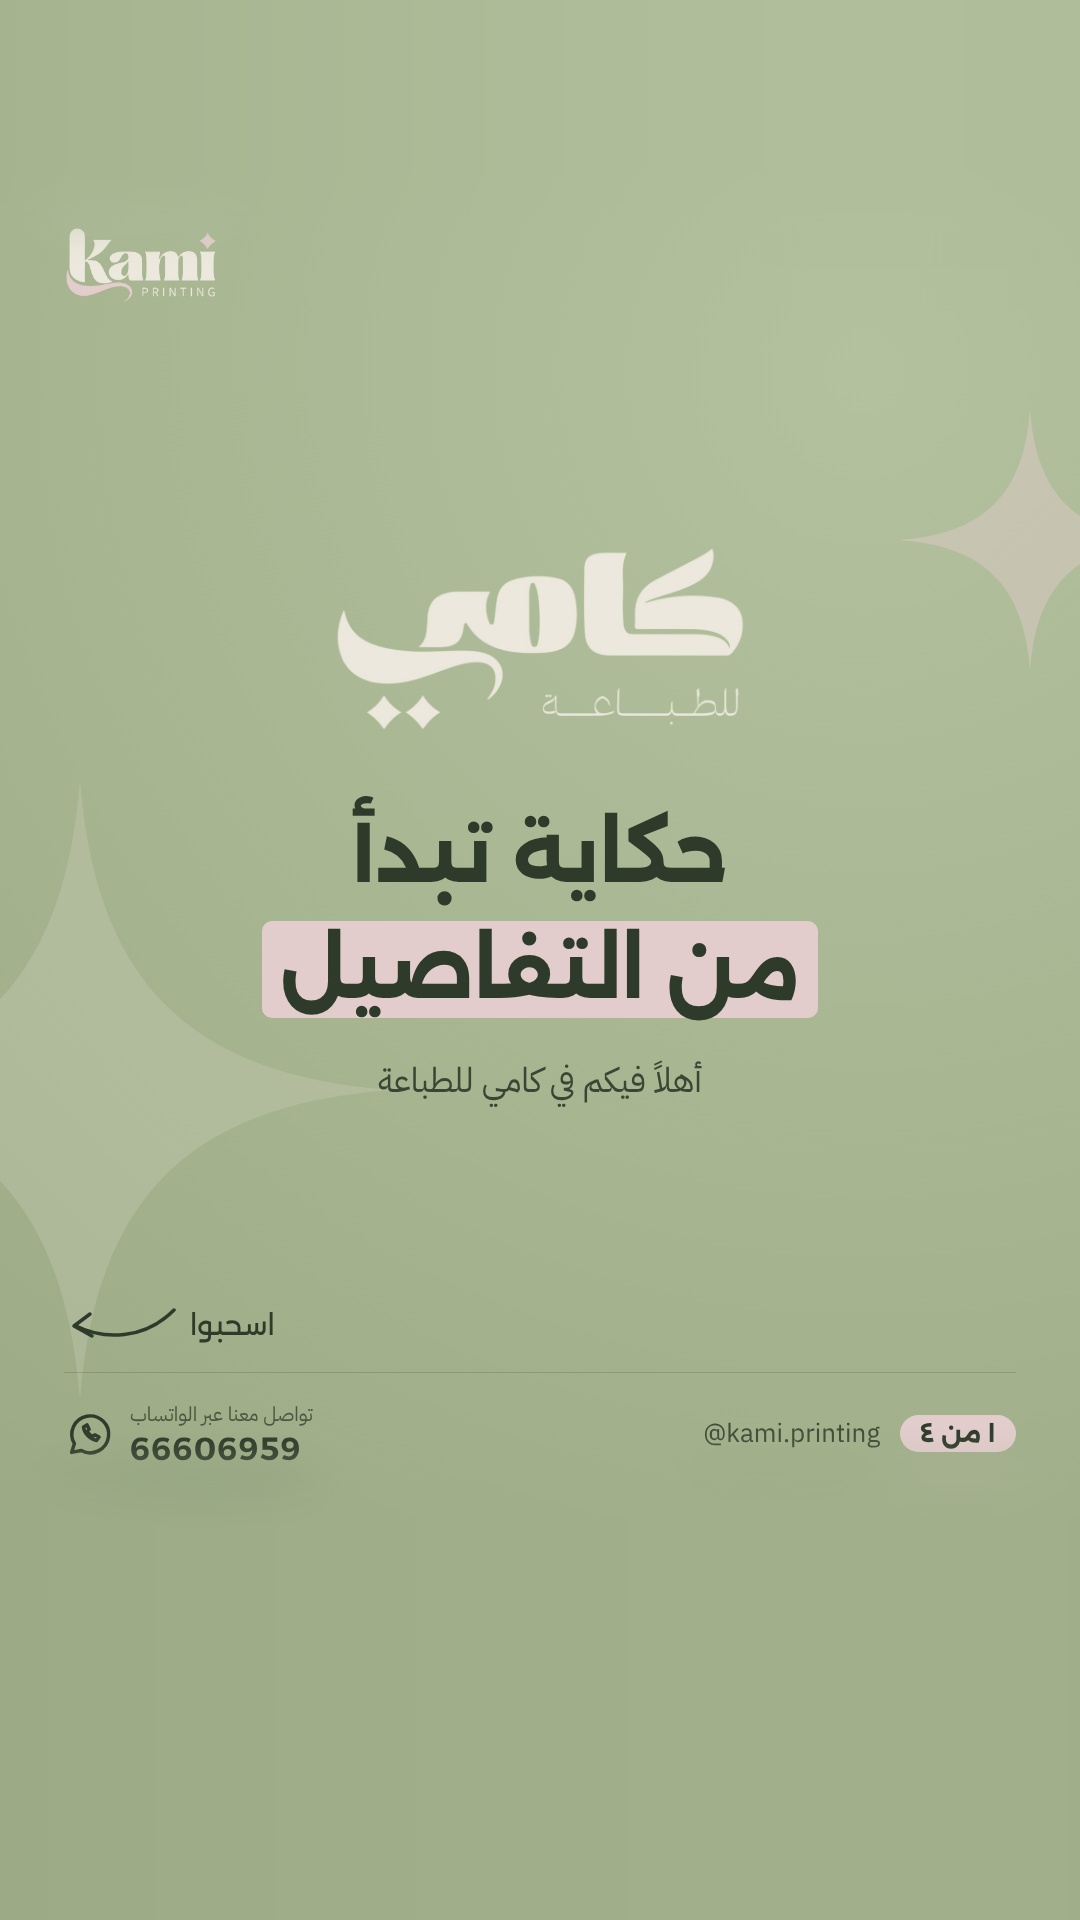 Kami
PRINTING
كامي
للطبـاعـة
حكاية تبدأ
من التفاصيل
أهلاً فيكم في كامي للطباعة
اسحبوا
١ من ٤
@kami.printing
تواصل معنا عبر الواتساب
66606959